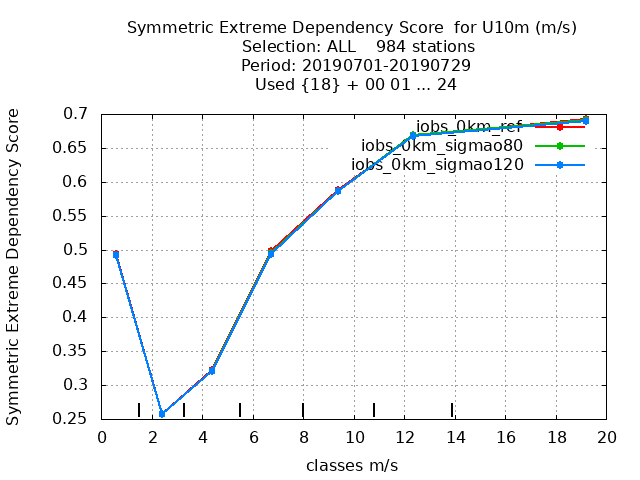 Symmetric Extreme Dependency Score  for U10m (m/s)
Selection: ALL    984 stations
Period: 20190701-20190729
Used {18} + 00 01 ... 24
Symmetric Extreme Dependency Score
0.7
0.65
0.6
0.55
0.5
0.45
0.4
0.35
0.3
0.25
iobs_0km_ref
iobs_0km_sigmao80
iobs_0km_sigmao120
0 2 4 6 8 10 12 14 16 18 20
classes m/s